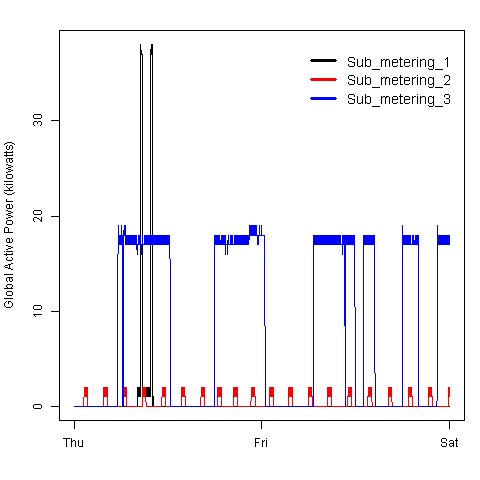 Sub_metering_1
Sub_metering_2
Sub_metering_3
Global Active Power (kilowatts)
30
20
10
0
Thu Fri Sat